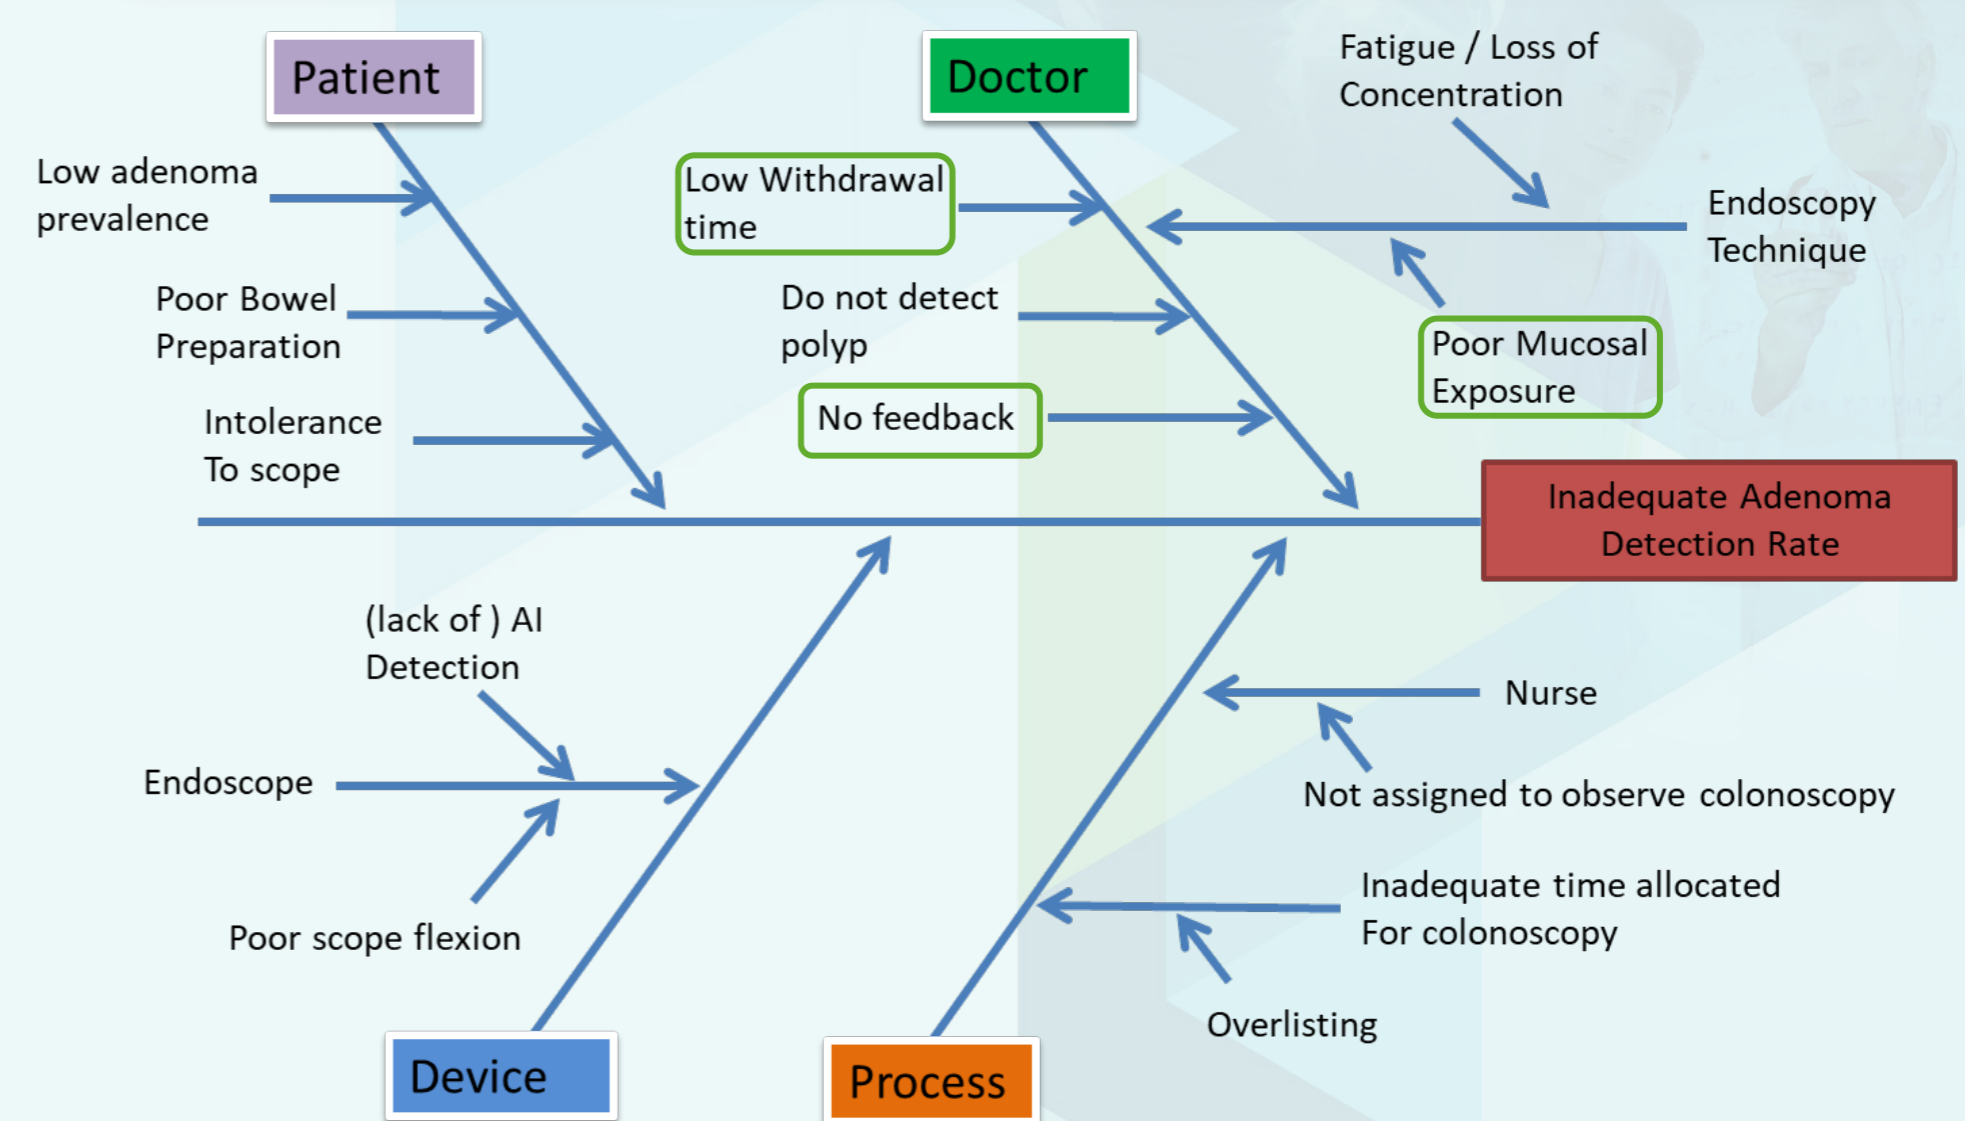 Patient
Doctor
Fatigue / Loss of
Concentration
Low adenoma
prevalence
Low Withdrawal
time
Endoscopy
Technique
Poor Bowel
Preparation
Do not detect
polyp
Poor Mucosal
Exposure
Intolerance
To scope
No feedback
Inadequate Adenoma
Detection Rate
(lack of ) AI
Detection
Nurse
Endoscope
Not assigned to observe colonoscopy
Poor scope flexion
Inadequate time allocated
For colonoscopy
Overlisting
Device
Process